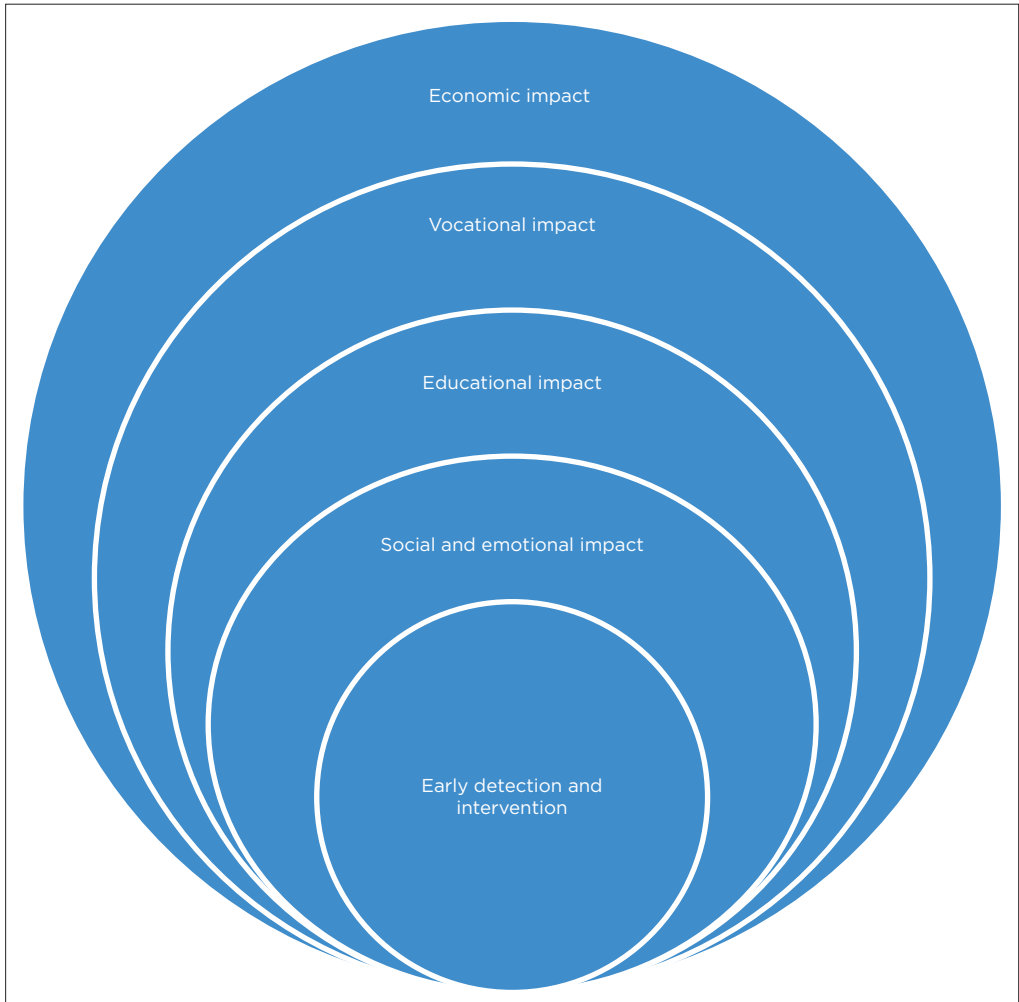 Economic impact
Vocational impact
Educational impact
Social and emotional impact
Early detection and
intervention